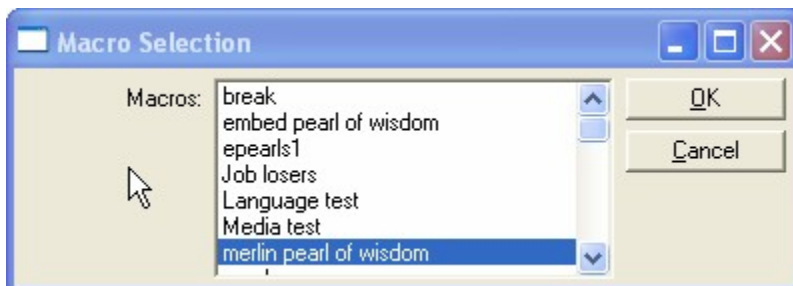 Macro Selection
Macros:
break
embed pearl of wisdom
epearls1
Job losers
Language test
Media test
merlin pearl of wisdom
OK
Cancel